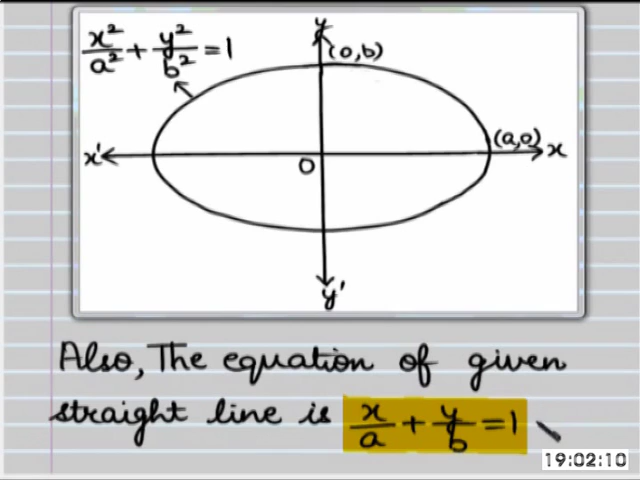 y
x²/a² + y²/b² = 1
(0,b)
(a,0)
x'
x
O
y'
Also, The equation of given
straight line is x/a + y/b = 1
19:02:10